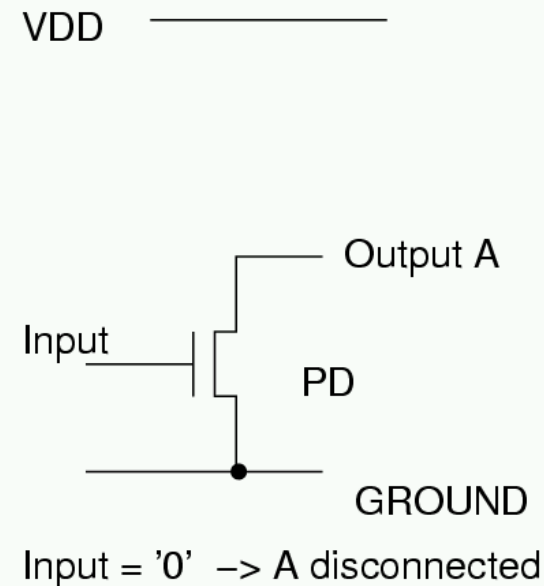 VDD
Output A
Input
PD
GROUND
Input = '0' –> A disconnected